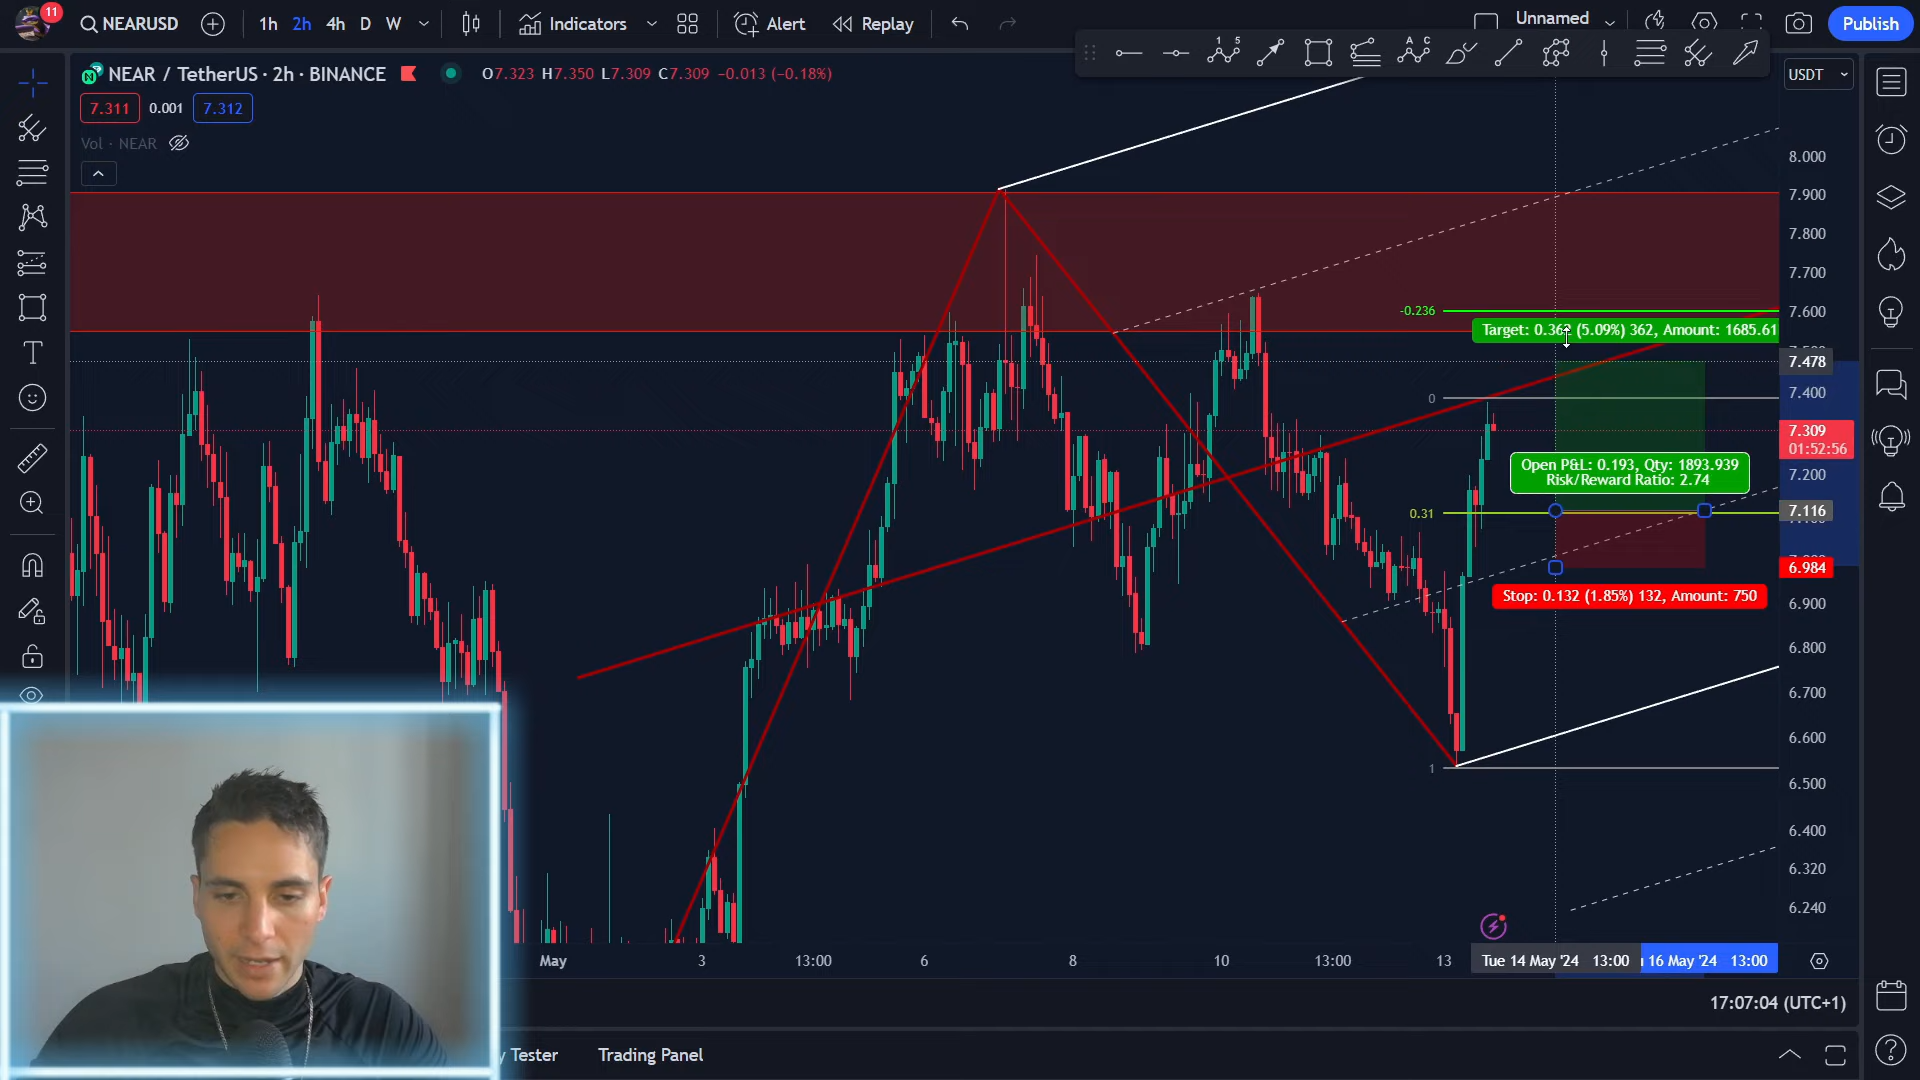 11
NEARUSD
1h 2h 4h D W
Indicators
Alert
Replay
Unnamed
Publish
NEAR / TetherUS · 2h · BINANCE
O7.323 H7.350 L7.309 C7.309 −0.013 (−0.18%)
USDT
7.311 0.001 7.312
Vol · NEAR
1 5
A C
T
8.000
7.900
7.800
7.700
7.600
7.478
7.400
7.309
01:52:56
7.200
7.116
6.984
6.900
6.800
6.700
6.600
6.500
6.400
6.320
6.240
-0.236
Target: 0.362 (5.09%) 362, Amount: 1685.61
0
Open P&L: 0.193, Qty: 1893.939
Risk/Reward Ratio: 2.74
0.31
Stop: 0.132 (1.85%) 132, Amount: 750
1
May 3 13:00 6 8 10 13:00 13 Tue 14 May '24 13:00 16 May '24 13:00
17:07:04 (UTC+1)
Tester
Trading Panel